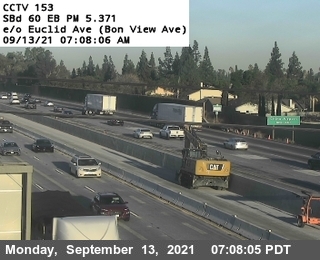 CCTV 153
SBd 60 EB PM 5.371
e/o Euclid Ave (Bon View Ave)
09/13/21 07:08:06 AM
CAT
Monday, September 13, 2021 07:08:05 PDT